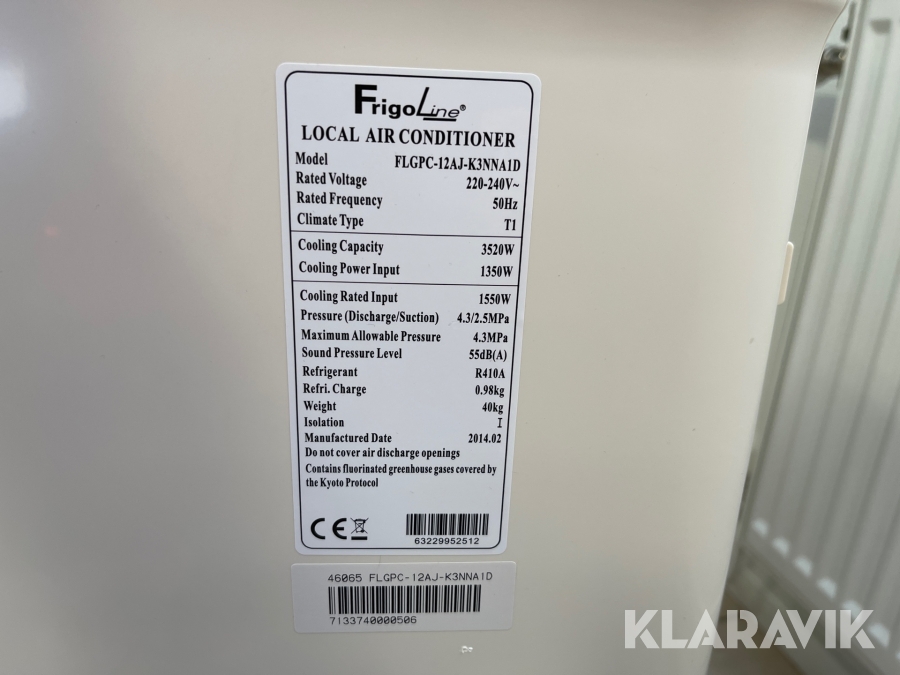 FrigoLine®
LOCAL AIR CONDITIONER
Model FLGPC-12AJ-K3NNA1D
Rated Voltage 220-240V~
Rated Frequency 50Hz
Climate Type T1
Cooling Capacity 3520W
Cooling Power Input 1350W
Cooling Rated Input 1550W
Pressure (Discharge/Suction) 4.3/2.5MPa
Maximum Allowable Pressure 4.3MPa
Sound Pressure Level 55dB(A)
Refrigerant R410A
Refri. Charge 0.98kg
Weight 40kg
Isolation I
Manufactured Date 2014.02
Do not cover air discharge openings
Contains fluorinated greenhouse gases covered by
the Kyoto Protocol
CE
63229952512
46065 FLGPC-12AJ-K3NNA1D
7133740000506
KLARAVIK